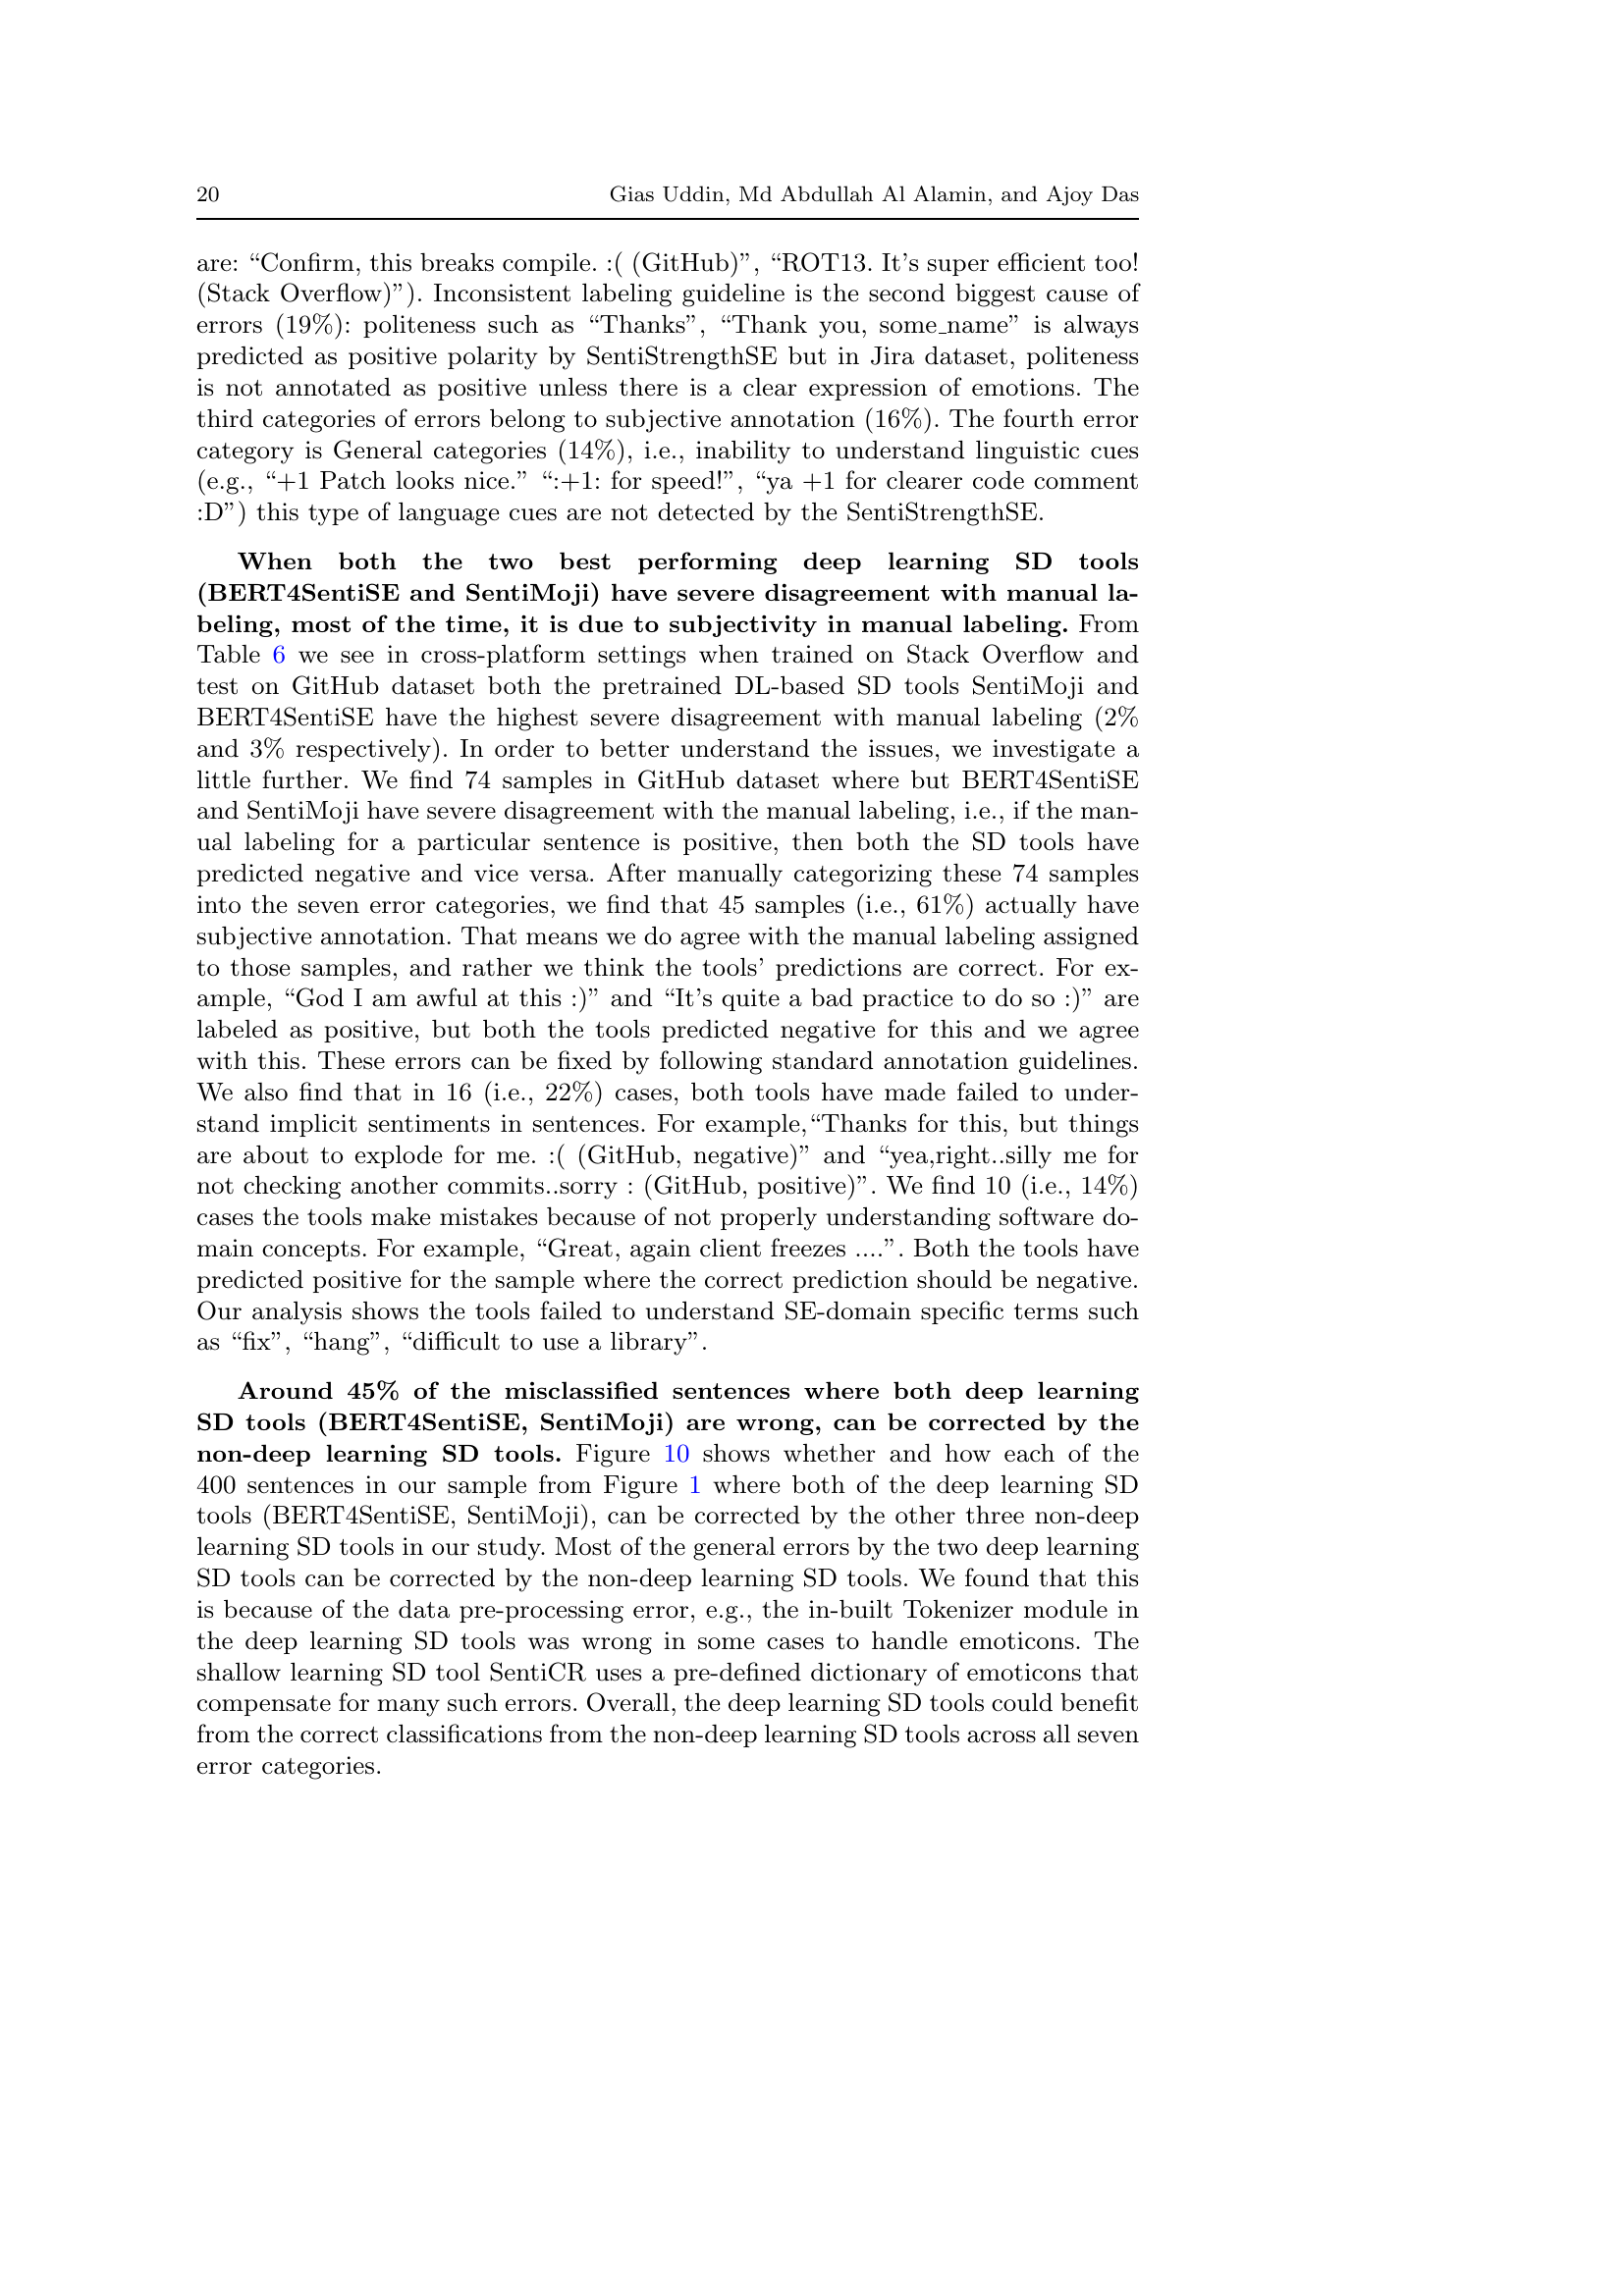 20
Gias Uddin, Md Abdullah Al Alamin, and Ajoy Das
are: “Confirm, this breaks compile. :( (GitHub)”, “ROT13. It’s super efficient too!
(Stack Overflow)”). Inconsistent labeling guideline is the second biggest cause of
errors (19%): politeness such as “Thanks”, “Thank you, some_name” is always
predicted as positive polarity by SentiStrengthSE but in Jira dataset, politeness
is not annotated as positive unless there is a clear expression of emotions. The
third categories of errors belong to subjective annotation (16%). The fourth error
category is General categories (14%), i.e., inability to understand linguistic cues
(e.g., “+1 Patch looks nice.” “:+1: for speed!”, “ya +1 for clearer code comment
:D”) this type of language cues are not detected by the SentiStrengthSE.
When both the two best performing deep learning SD tools
(BERT4SentiSE and SentiMoji) have severe disagreement with manual la-
beling, most of the time, it is due to subjectivity in manual labeling. From
Table 6 we see in cross-platform settings when trained on Stack Overflow and
test on GitHub dataset both the pretrained DL-based SD tools SentiMoji and
BERT4SentiSE have the highest severe disagreement with manual labeling (2%
and 3% respectively). In order to better understand the issues, we investigate a
little further. We find 74 samples in GitHub dataset where but BERT4SentiSE
and SentiMoji have severe disagreement with the manual labeling, i.e., if the man-
ual labeling for a particular sentence is positive, then both the SD tools have
predicted negative and vice versa. After manually categorizing these 74 samples
into the seven error categories, we find that 45 samples (i.e., 61%) actually have
subjective annotation. That means we do agree with the manual labeling assigned
to those samples, and rather we think the tools’ predictions are correct. For ex-
ample, “God I am awful at this :)” and “It’s quite a bad practice to do so :)” are
labeled as positive, but both the tools predicted negative for this and we agree
with this. These errors can be fixed by following standard annotation guidelines.
We also find that in 16 (i.e., 22%) cases, both tools have made failed to under-
stand implicit sentiments in sentences. For example,“Thanks for this, but things
are about to explode for me. :( (GitHub, negative)” and “yea,right..silly me for
not checking another commits..sorry : (GitHub, positive)”. We find 10 (i.e., 14%)
cases the tools make mistakes because of not properly understanding software do-
main concepts. For example, “Great, again client freezes ....”. Both the tools have
predicted positive for the sample where the correct prediction should be negative.
Our analysis shows the tools failed to understand SE-domain specific terms such
as “fix”, “hang”, “difficult to use a library”.
Around 45% of the misclassified sentences where both deep learning
SD tools (BERT4SentiSE, SentiMoji) are wrong, can be corrected by the
non-deep learning SD tools. Figure 10 shows whether and how each of the
400 sentences in our sample from Figure 1 where both of the deep learning SD
tools (BERT4SentiSE, SentiMoji), can be corrected by the other three non-deep
learning SD tools in our study. Most of the general errors by the two deep learning
SD tools can be corrected by the non-deep learning SD tools. We found that this
is because of the data pre-processing error, e.g., the in-built Tokenizer module in
the deep learning SD tools was wrong in some cases to handle emoticons. The
shallow learning SD tool SentiCR uses a pre-defined dictionary of emoticons that
compensate for many such errors. Overall, the deep learning SD tools could benefit
from the correct classifications from the non-deep learning SD tools across all seven
error categories.